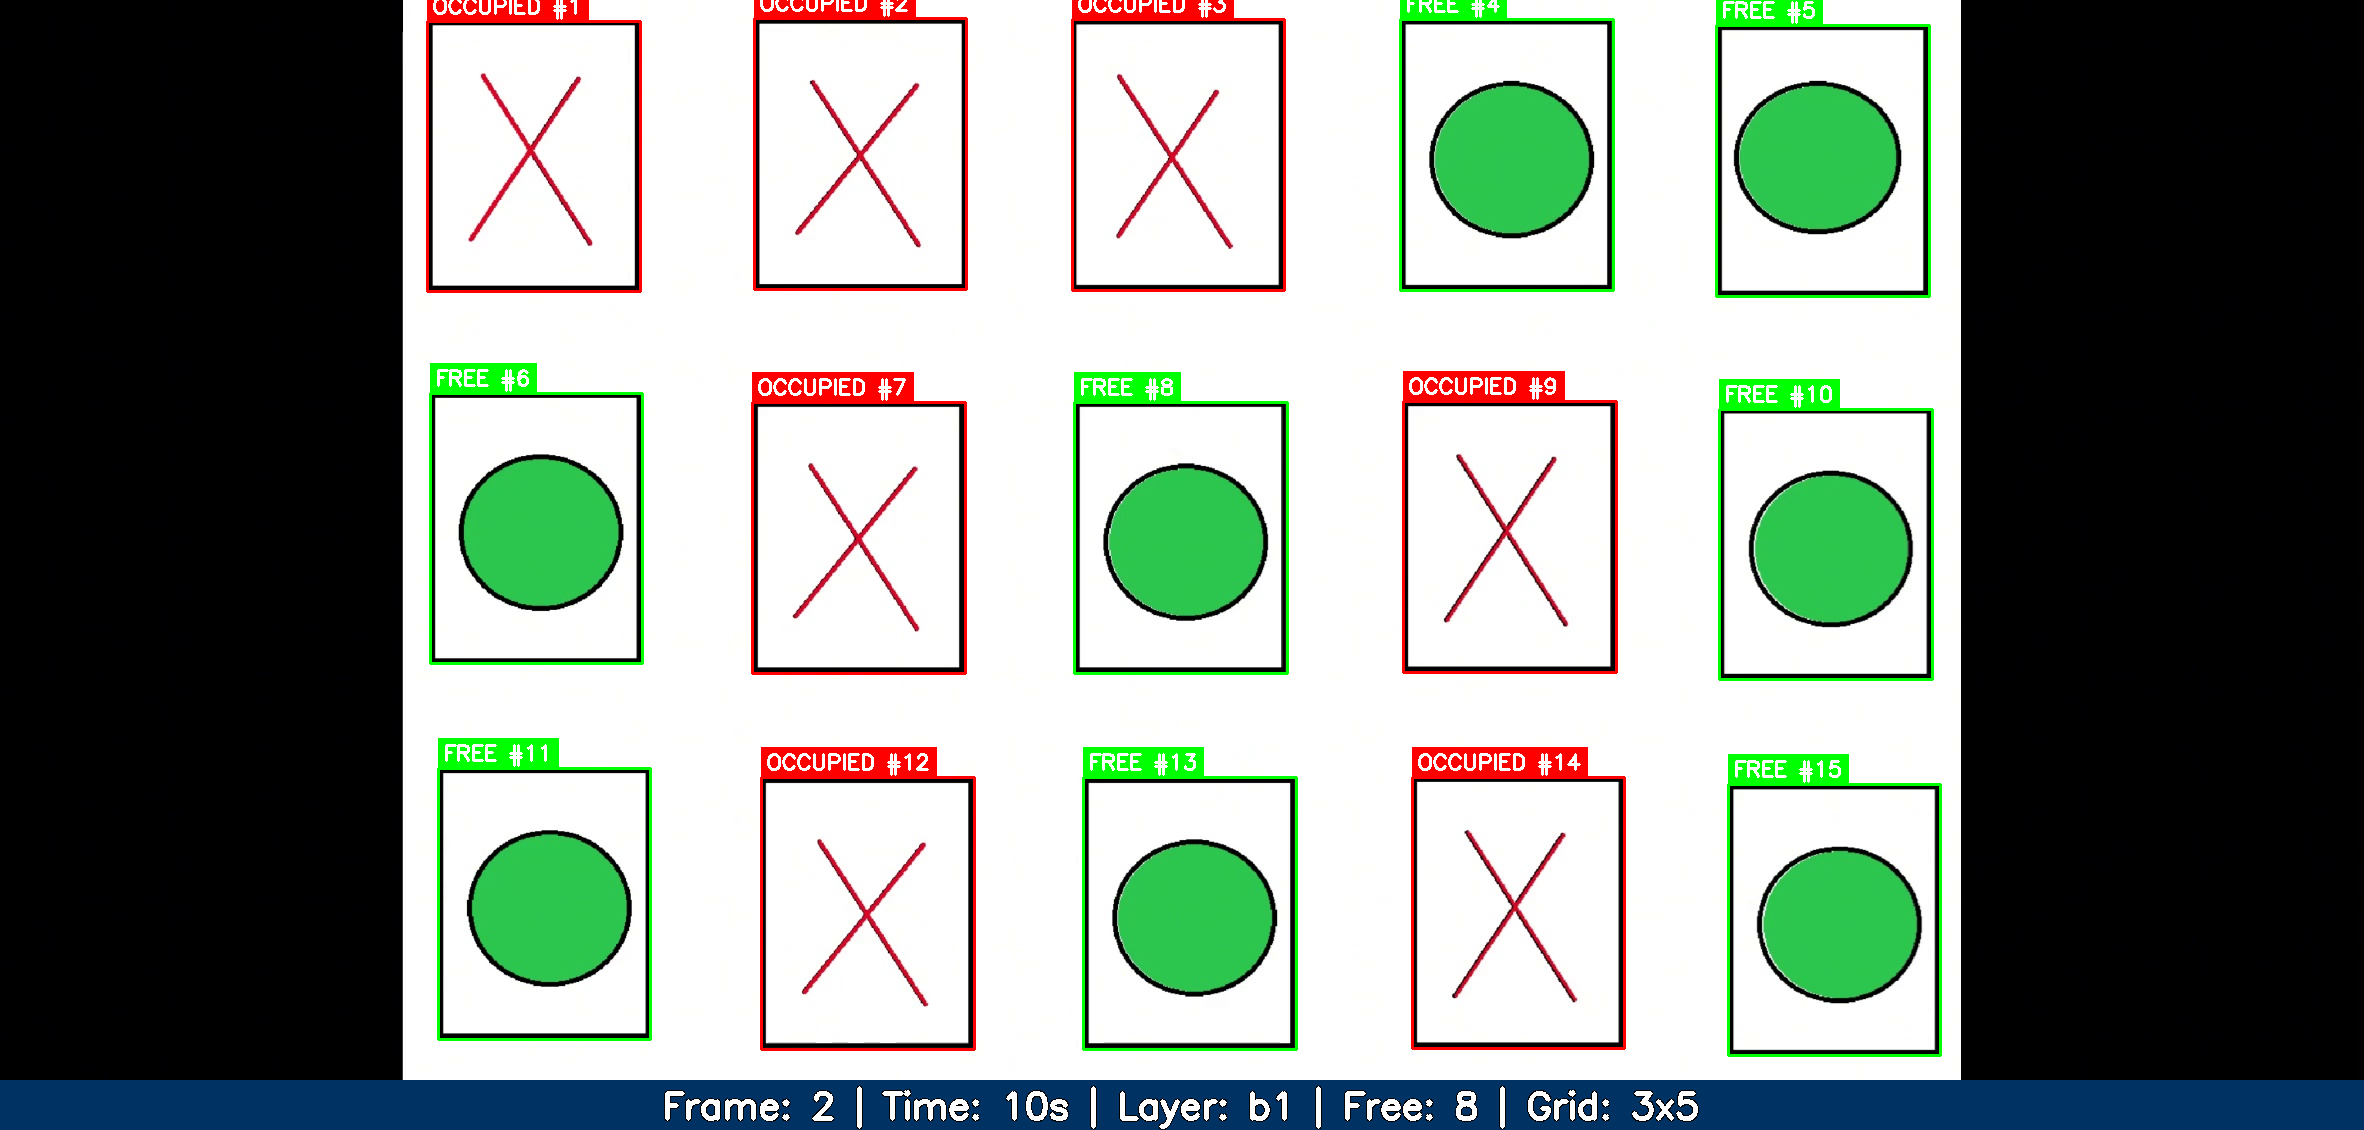 OCCUPIED #1
OCCUPIED #2
OCCUPIED #3
FREE #4
FREE #5
FREE #6
OCCUPIED #7
FREE #8
OCCUPIED #9
FREE #10
FREE #11
OCCUPIED #12
FREE #13
OCCUPIED #14
FREE #15
Frame: 2 | Time: 10s | Layer: b1 | Free: 8 | Grid: 3x5